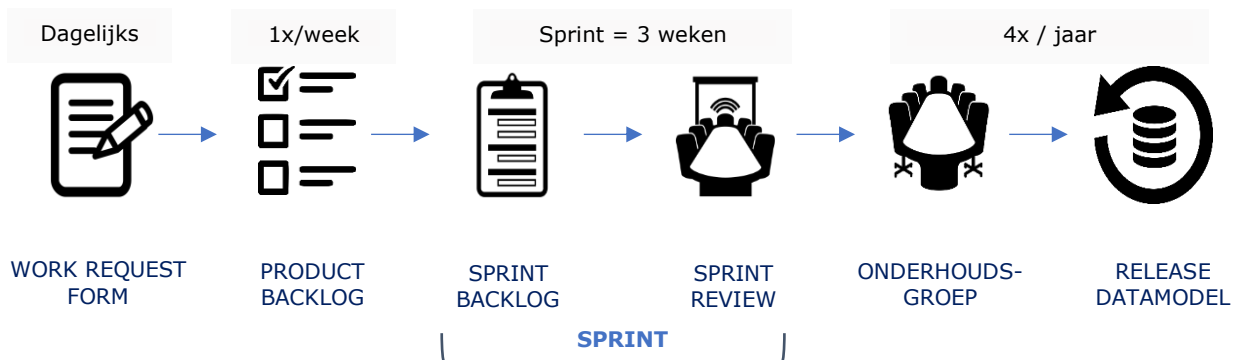 Dagelijks
1x/week
Sprint = 3 weken
4x / jaar
WORK REQUEST
FORM
PRODUCT
BACKLOG
SPRINT
BACKLOG
SPRINT
REVIEW
ONDERHOUDS-
GROEP
RELEASE
DATAMODEL
SPRINT